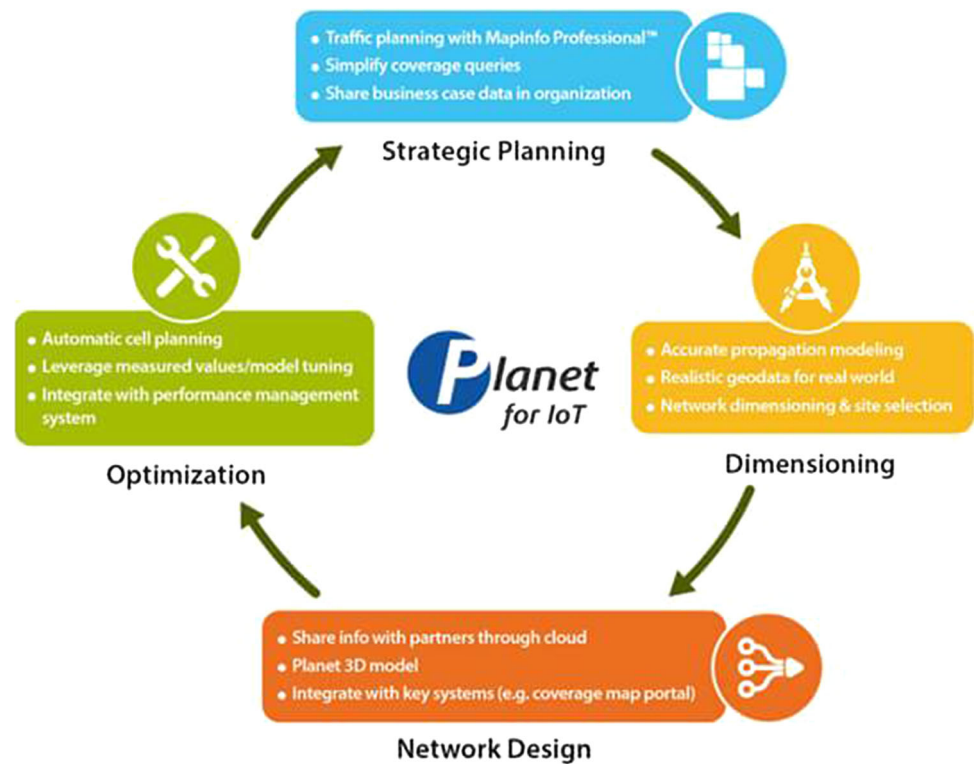 • Traffic planning with MapInfo Professional™
• Simplify coverage queries
• Share business case data in organization
Strategic Planning
• Accurate propagation modeling
• Realistic geodata for real world
• Network dimensioning & site selection
Dimensioning
• Share info with partners through cloud
• Planet 3D model
• Integrate with key systems (e.g. coverage map portal)
Network Design
• Automatic cell planning
• Leverage measured values/model tuning
• Integrate with performance management
system
Optimization
Planet
for IoT